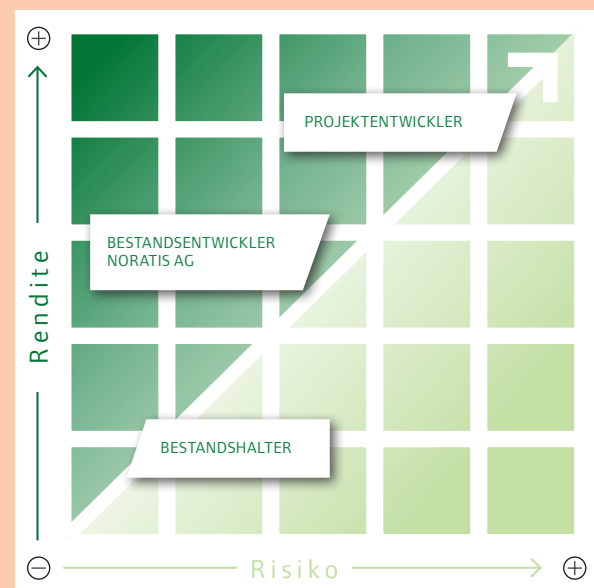 PROJEKTENTWICKLER
BESTANDSENTWICKLER
NORATIS AG
Rendite
BESTANDSHALTER
Risiko